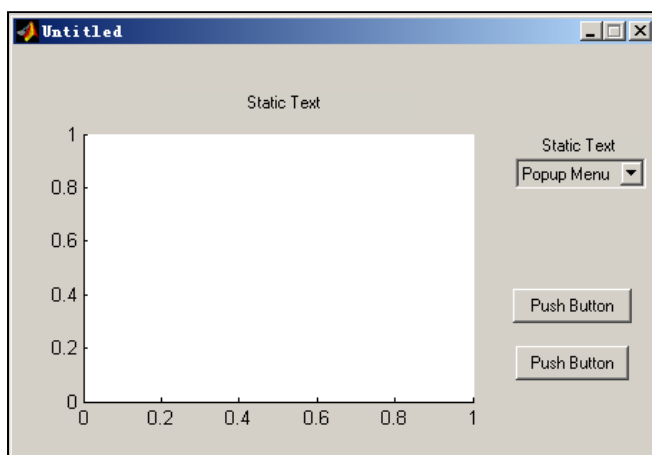 Untitled
Static Text
1
0.8
0.6
0.4
0.2
0
0 0.2 0.4 0.6 0.8 1
Static Text
Popup Menu
Push Button
Push Button